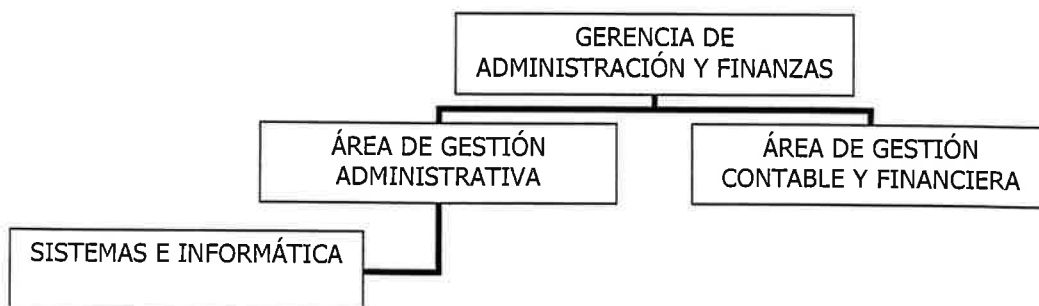 GERENCIA DE
ADMINISTRACIÓN Y FINANZAS
ÁREA DE GESTIÓN
ADMINISTRATIVA
ÁREA DE GESTIÓN
CONTABLE Y FINANCIERA
SISTEMAS E INFORMÁTICA